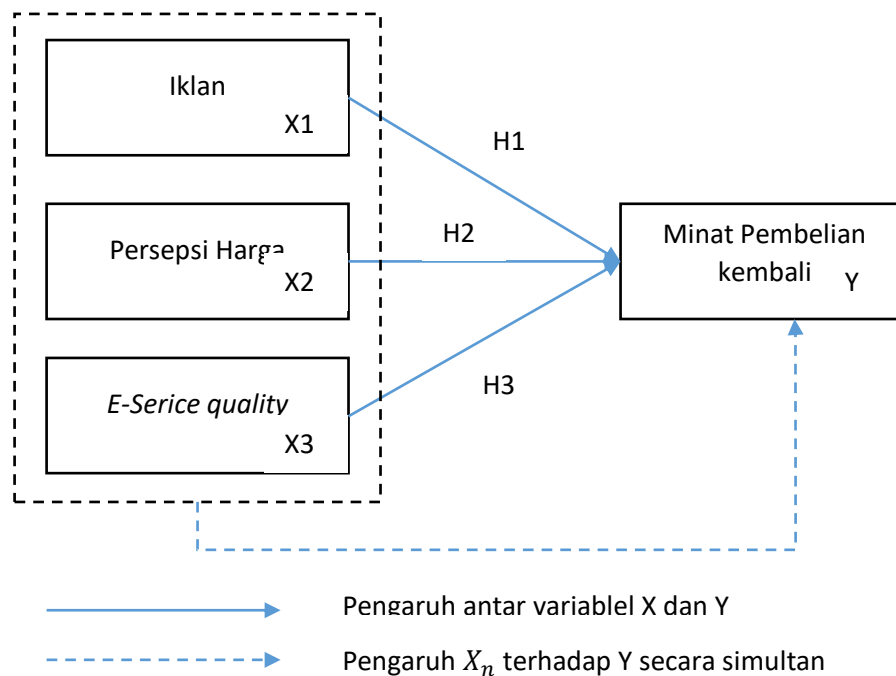 Iklan
X1
H1
Persepsi Harga
X2
H2
Minat Pembelian
kembali Y
E-Serice quality
X3
H3
Pengaruh antar variablel X dan Y
Pengaruh Xn terhadap Y secara simultan